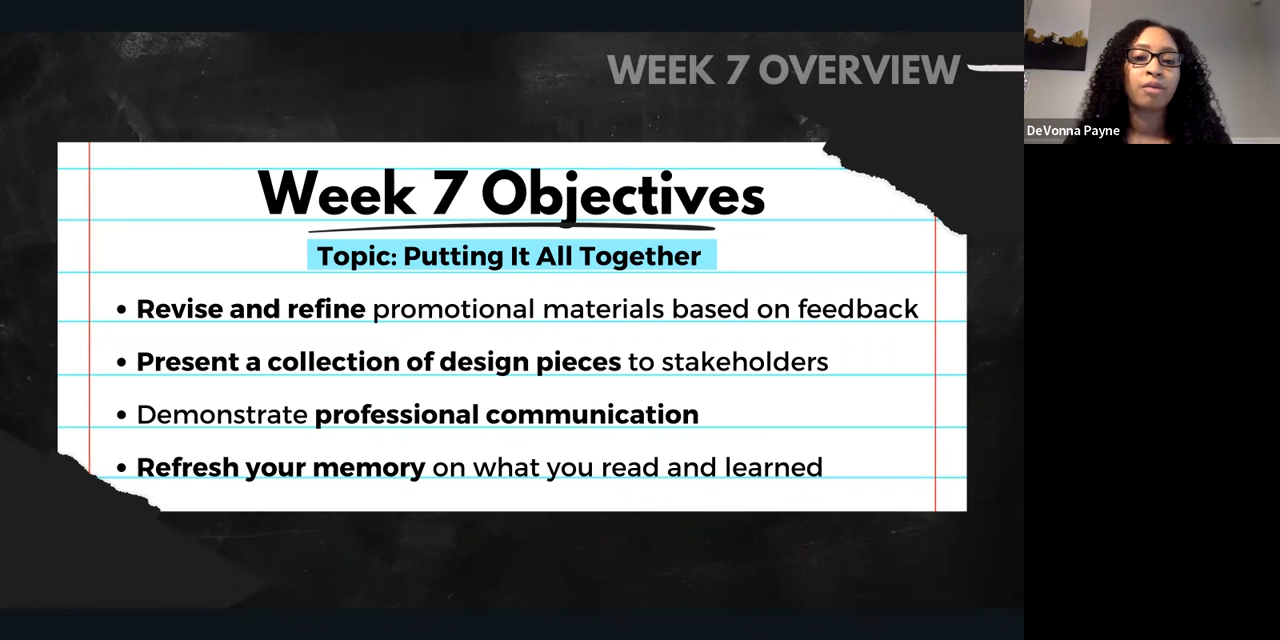 WEEK 7 OVERVIEW
Week 7 Objectives
Topic: Putting It All Together
• Revise and refine promotional materials based on feedback
• Present a collection of design pieces to stakeholders
• Demonstrate professional communication
• Refresh your memory on what you read and learned
DeVonna Payne